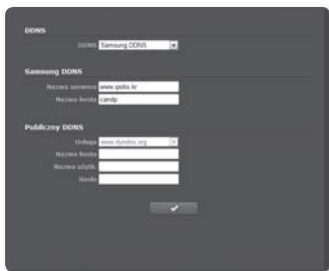 DDNS
DDNS Samsung DDNS
Samsung DDNS
Nazwa serwera www.ipolis.kr
Nazwa hosta candp
Publiczny DDNS
Usługa www.dyndns.org
Nazwa hosta
Nazwa użytk.
Hasło